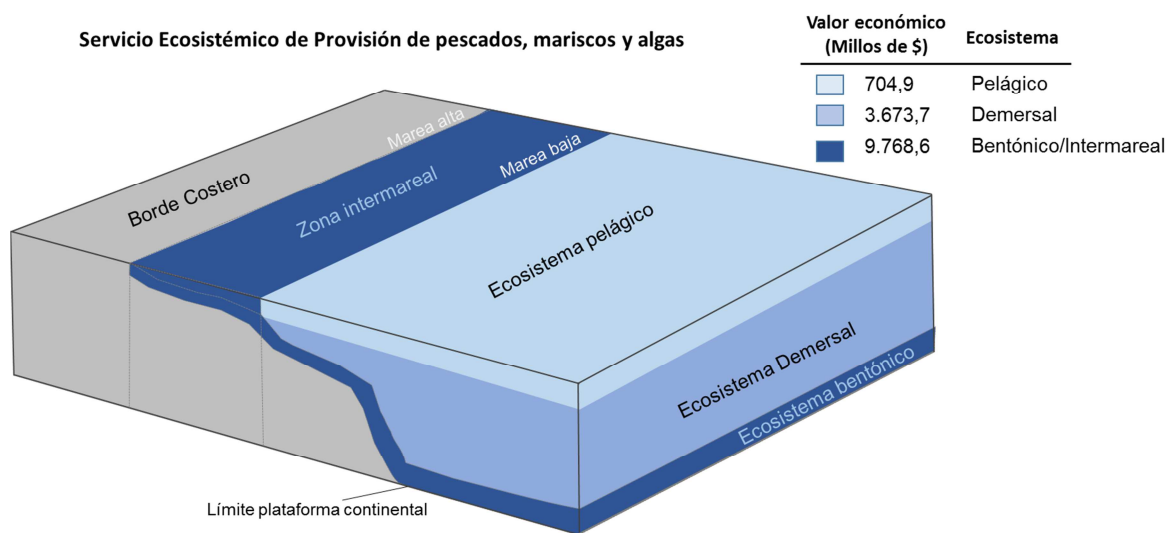 Servicio Ecosistémico de Provisión de pescados, mariscos y algas
Valor económico
(Millos de $)
Ecosistema
704,9 Pelágico
3.673,7 Demersal
9.768,6 Bentónico/Intermareal
Marea alta
Marea baja
Borde Costero
Zona intermareal
Ecosistema pelágico
Ecosistema Demersal
Ecosistema bentónico
Límite plataforma continental